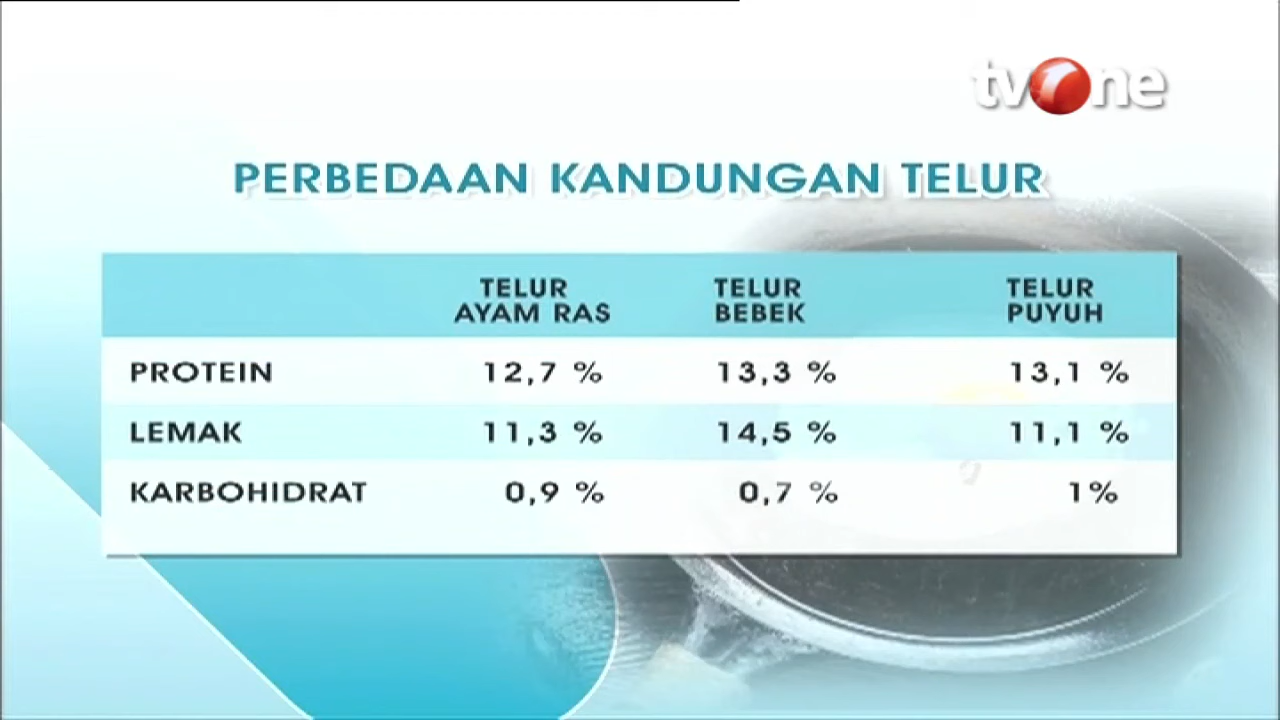 tvOne
PERBEDAAN KANDUNGAN TELUR
TELUR AYAM RAS TELUR BEBEK TELUR PUYUH
PROTEIN 12,7 % 13,3 % 13,1 %
LEMAK 11,3 % 14,5 % 11,1 %
KARBOHIDRAT 0,9 % 0,7 % 1%